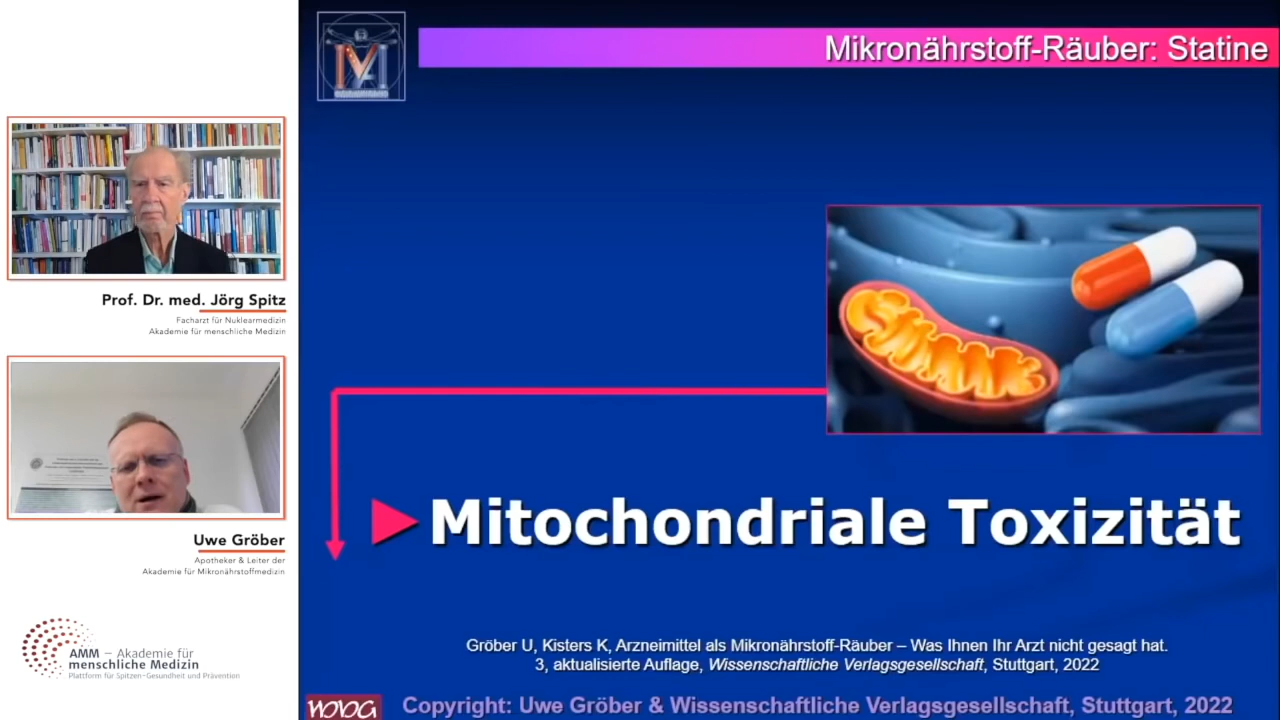 Prof. Dr. med. Jörg Spitz
Facharzt für Nuklearmedizin
Akademie für menschliche Medizin
Uwe Gröber
Apotheker & Leiter der
Akademie für Mikronährstoffmedizin
AMM – Akademie für
menschliche Medizin
Plattform für Spitzen-Gesundheit und Prävention
Mikronährstoff-Räuber: Statine
Mitochondriale Toxizität
Gröber U, Kisters K, Arzneimittel als Mikronährstoff-Räuber – Was Ihnen Ihr Arzt nicht gesagt hat.
3, aktualisierte Auflage, Wissenschaftliche Verlagsgesellschaft, Stuttgart, 2022
Copyright: Uwe Gröber & Wissenschaftliche Verlagsgesellschaft, Stuttgart, 2022